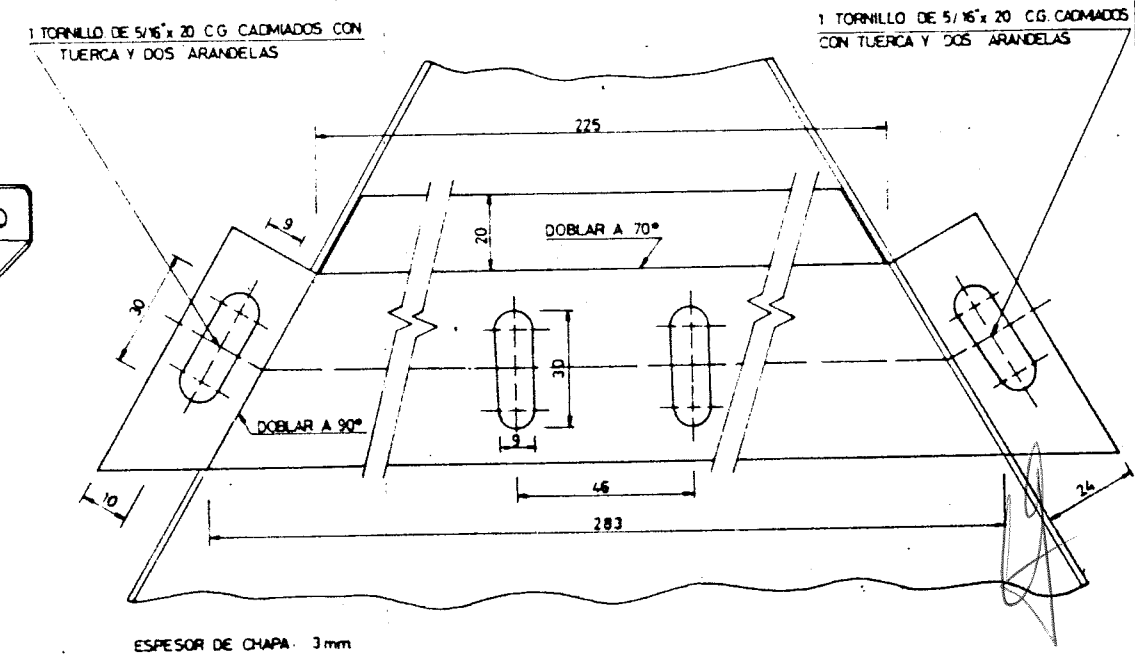 1 TORNILLO DE 5/16"x 20 C G CADMIADOS CON
TUERCA Y DOS ARANDELAS
1 TORNILLO DE 5/16"x 20 C.G. CADMIADOS
CON TUERCA Y DOS ARANDELAS
225
9
20
DOBLAR A 70°
30
30
DOBLAR A 90°
9
10
46
24
283
ESPESOR DE CHAPA. 3mm